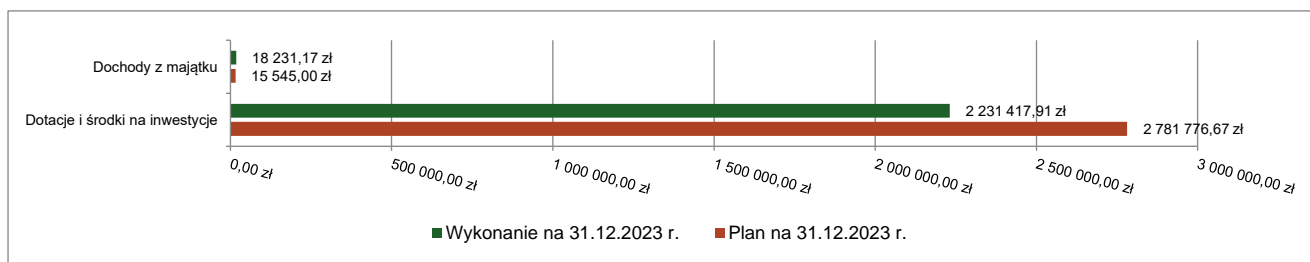 Dochody z majątku
18 231,17 zł
15 545,00 zł
Dotacje i środki na inwestycje
2 231 417,91 zł
2 781 776,67 zł
0,00 zł
500 000,00 zł
1 000 000,00 zł
1 500 000,00 zł
2 000 000,00 zł
2 500 000,00 zł
3 000 000,00 zł
Wykonanie na 31.12.2023 r.
Plan na 31.12.2023 r.